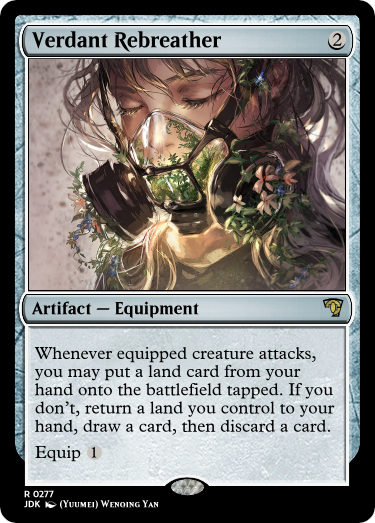 Verdant Rebreather 2
Artifact — Equipment
Whenever equipped creature attacks,
you may put a land card from your
hand onto the battlefield tapped. If you
don't, return a land you control to your
hand, draw a card, then discard a card.
Equip 1
R 0277
JDK (Yuumei) Wenqing Yan